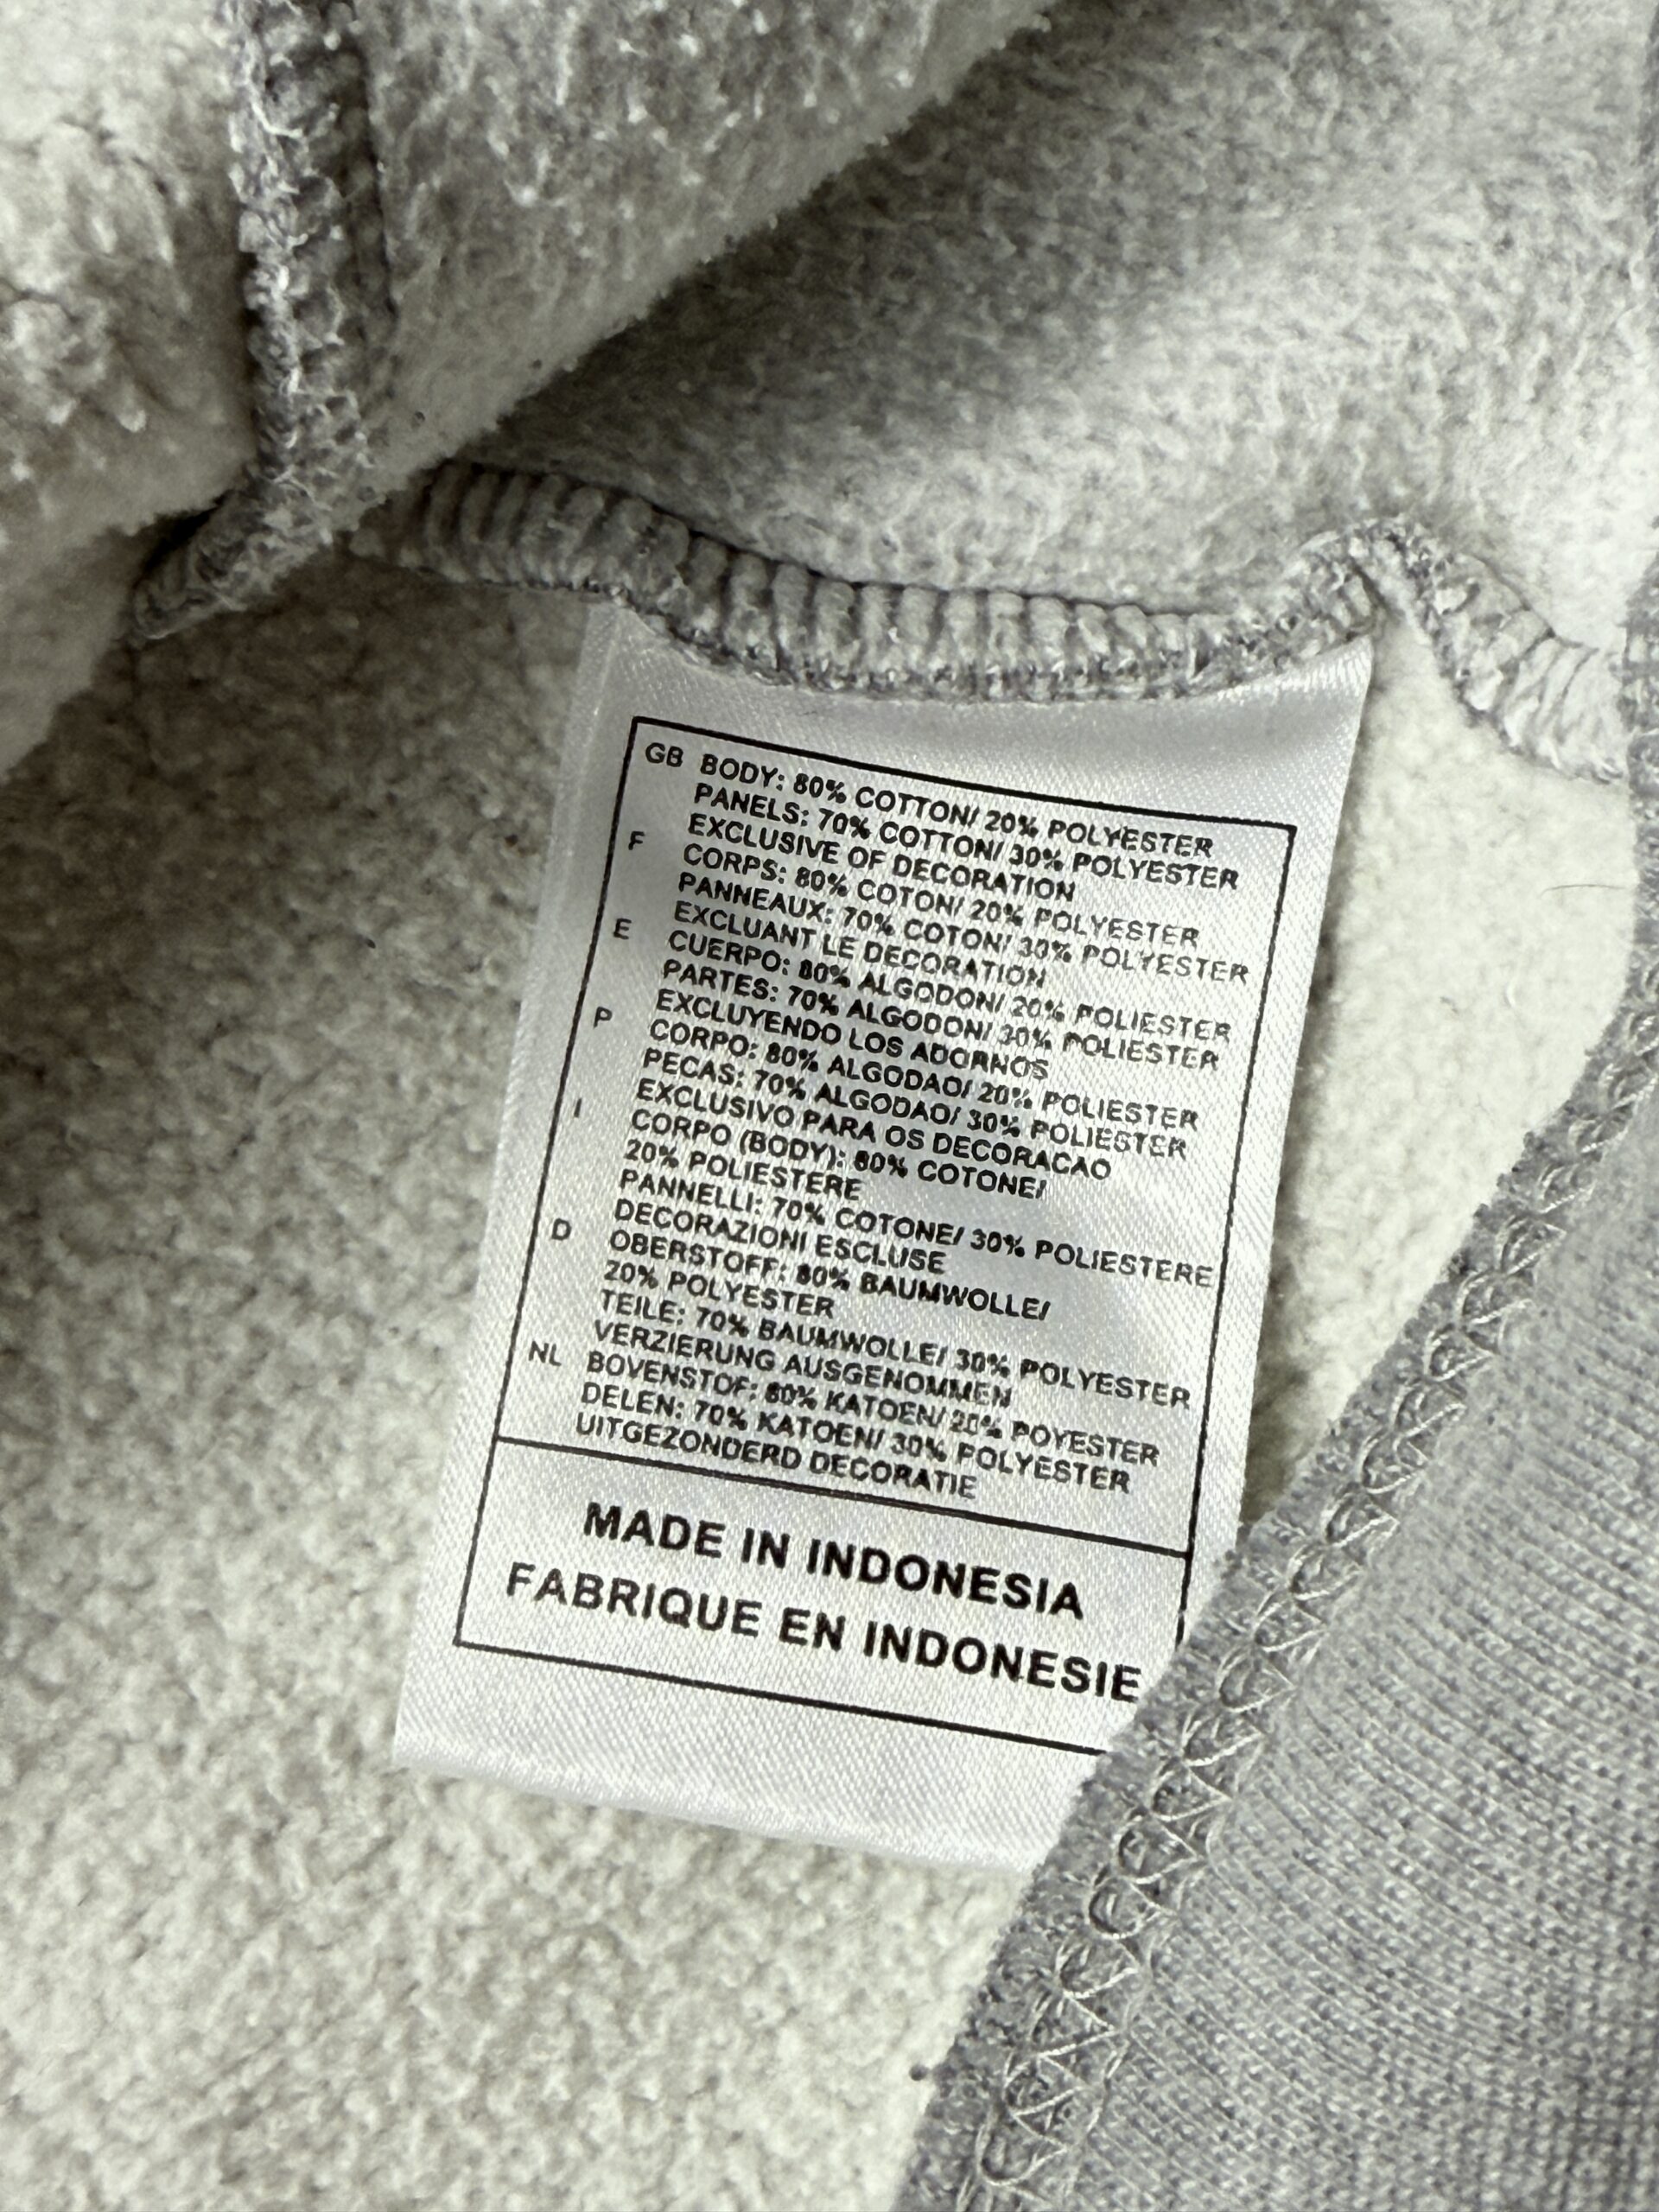 GB BODY: 80% COTTON/ 20% POLYESTER
PANELS: 70% COTTON/ 30% POLYESTER
EXCLUSIVE OF DECORATION
F CORPS: 80% COTON/ 20% POLYESTER
PANNEAUX: 70% COTON/ 30% POLYESTER
EXCLUANT LE DECORATION
E CUERPO: 80% ALGODON/ 20% POLIESTER
PARTES: 70% ALGODON/ 30% POLIESTER
EXCLUYENDO LOS ADORNOS
P CORPO: 80% ALGODAO/ 20% POLIESTER
PECAS: 70% ALGODAO/ 30% POLIESTER
EXCLUSIVO PARA OS DECORACAO
I CORPO (BODY): 80% COTONE/
20% POLIESTERE
PANNELLI: 70% COTONE/ 30% POLIESTERE
DECORAZIONI ESCLUSE
D OBERSTOFF: 80% BAUMWOLLE/
20% POLYESTER
TEILE: 70% BAUMWOLLE/ 30% POLYESTER
VERZIERUNG AUSGENOMMEN
NL BOVENSTOF: 80% KATOEN/ 20% POYESTER
DELEN: 70% KATOEN/ 30% POLYESTER
UITGEZONDERD DECORATIE
MADE IN INDONESIA
FABRIQUE EN INDONESIE